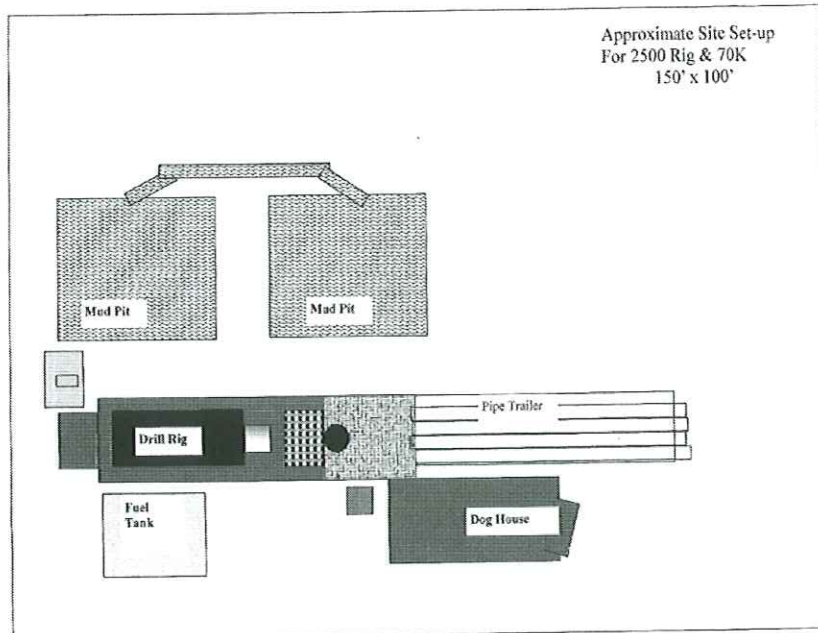 Approximate Site Set-up
For 2500 Rig & 70K
150' x 100'
Mud Pit
Mud Pit
Pipe Trailer
Drill Rig
Fuel
Tank
Dog House